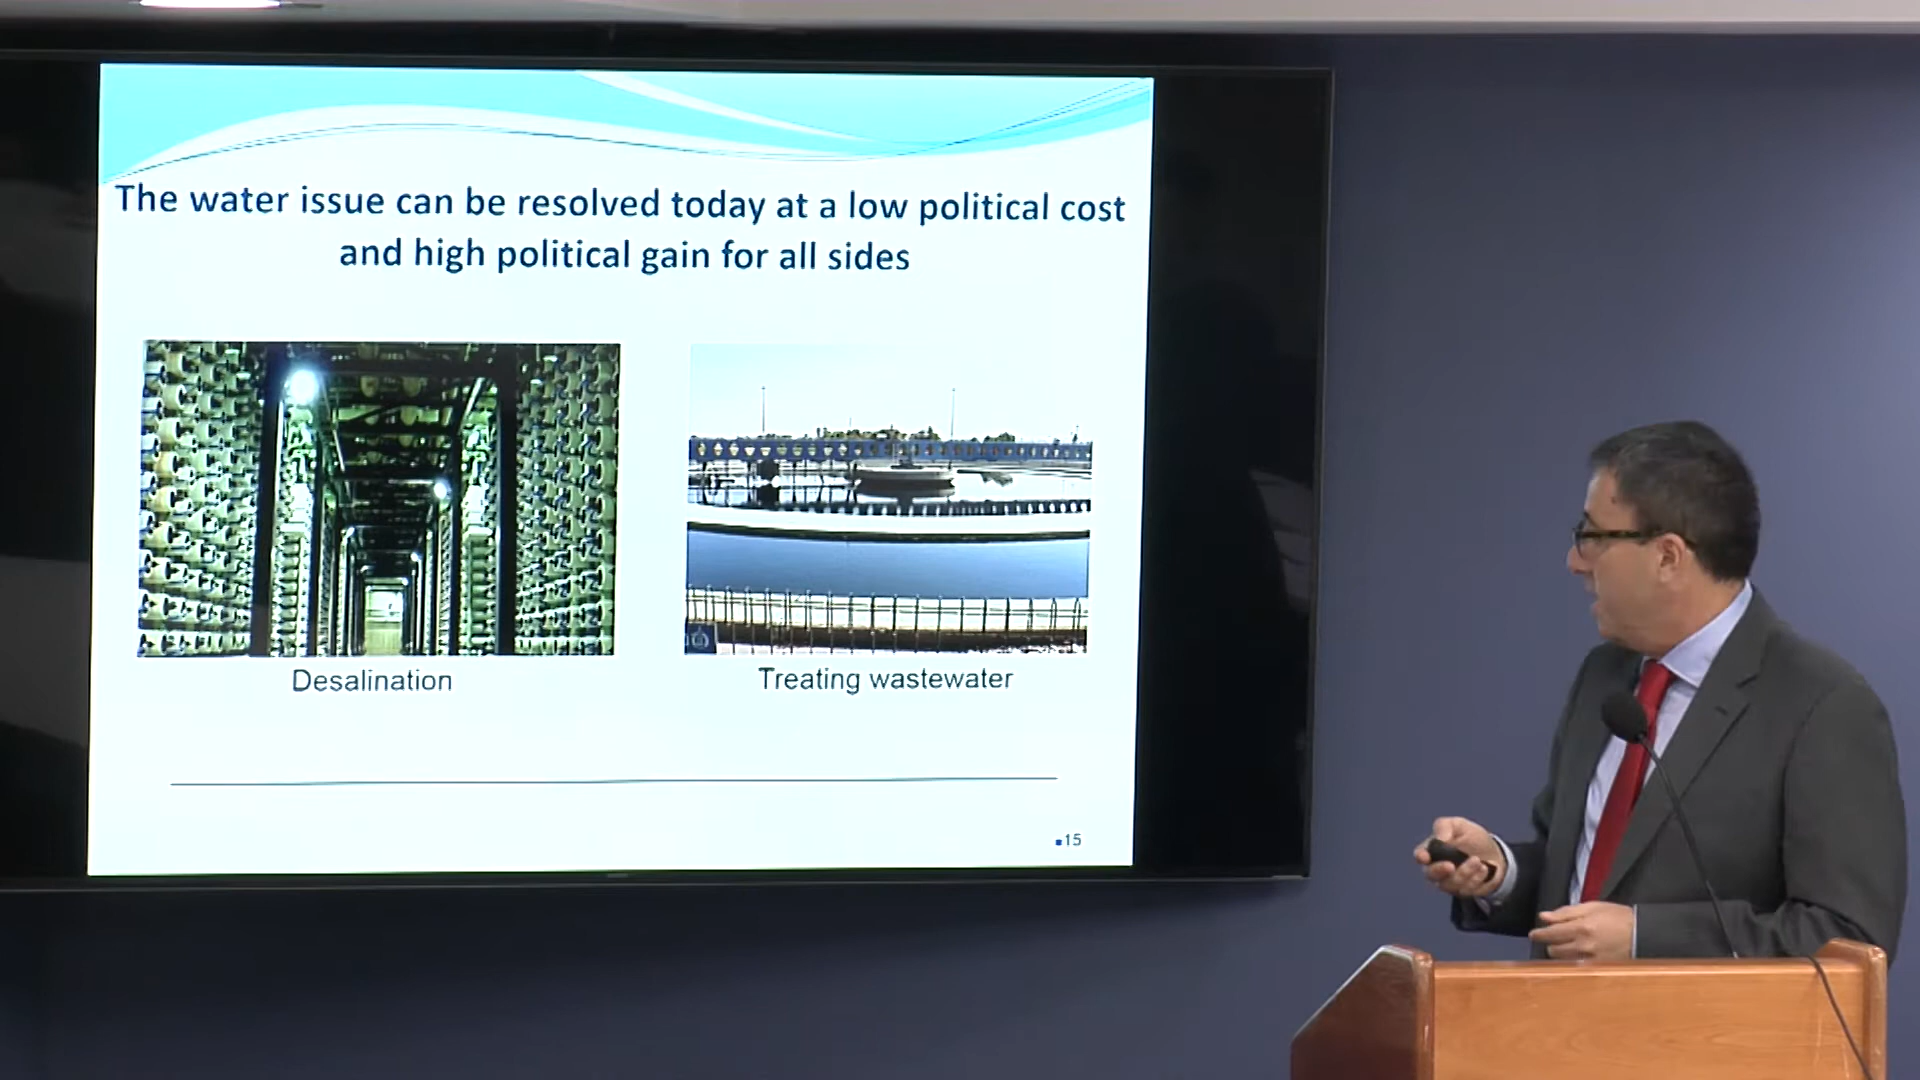 The water issue can be resolved today at a low political cost
and high political gain for all sides
Desalination
Treating wastewater
15